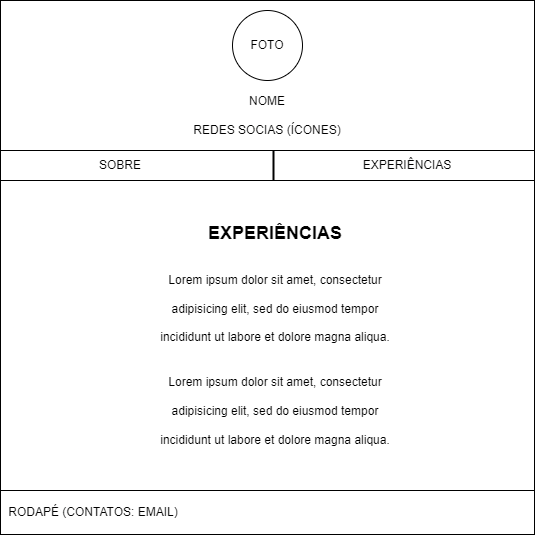 FOTO
NOME
REDES SOCIAS (ÍCONES)
SOBRE
EXPERIÊNCIAS
EXPERIÊNCIAS
Lorem ipsum dolor sit amet, consectetur
adipisicing elit, sed do eiusmod tempor
incididunt ut labore et dolore magna aliqua.
Lorem ipsum dolor sit amet, consectetur
adipisicing elit, sed do eiusmod tempor
incididunt ut labore et dolore magna aliqua.
RODAPÉ (CONTATOS: EMAIL)